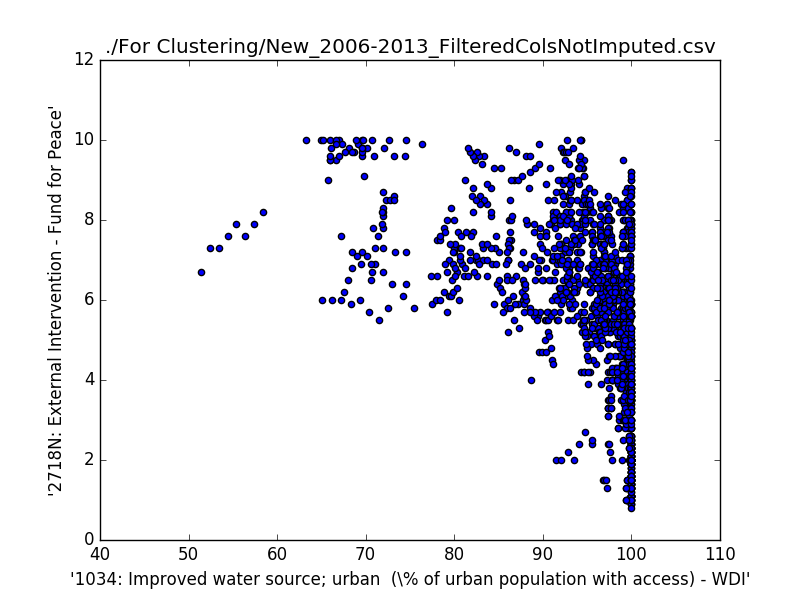 ./For Clustering/New_2006-2013_FilteredColsNotImputed.csv
12
10
8
6
4
2
0
'2718N: External Intervention - Fund for Peace'
40 50 60 70 80 90 100 110
'1034: Improved water source; urban  (\% of urban population with access) - WDI'